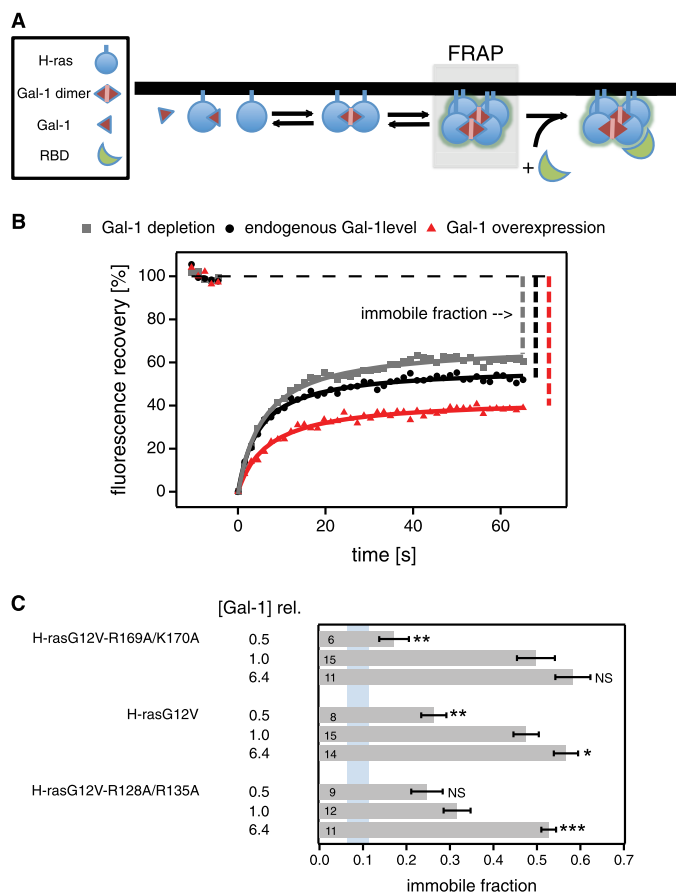 A
H-ras
Gal-1 dimer
Gal-1
RBD
FRAP
+
B
Gal-1 depletion endogenous Gal-1level Gal-1 overexpression
fluorescence recovery [%]
100
80
60
40
20
0
immobile fraction -->
0 20 40 60
time [s]
C
[Gal-1] rel.
H-rasG12V-R169A/K170A 0.5 6 **
1.0 15
6.4 11 NS
H-rasG12V 0.5 8 **
1.0 15
6.4 14 *
H-rasG12V-R128A/R135A 0.5 9 NS
1.0 12
6.4 11 ***
0.0 0.1 0.2 0.3 0.4 0.5 0.6 0.7
immobile fraction